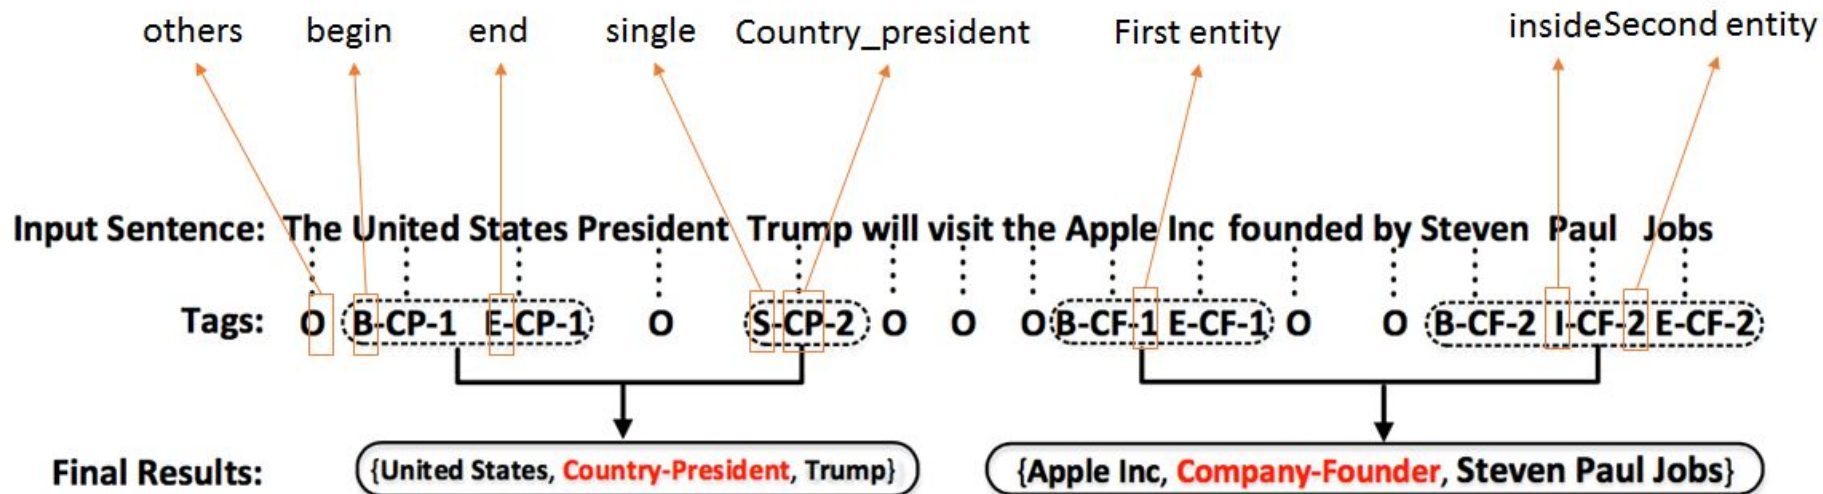 others begin end single Country_president First entity insideSecond entity
Input Sentence: The United States President Trump will visit the Apple Inc founded by Steven Paul Jobs
Tags: O B-CP-1 E-CP-1 O S-CP-2 O O O B-CF-1 E-CF-1 O O B-CF-2 I-CF-2 E-CF-2
Final Results: {United States, Country-President, Trump} {Apple Inc, Company-Founder, Steven Paul Jobs}